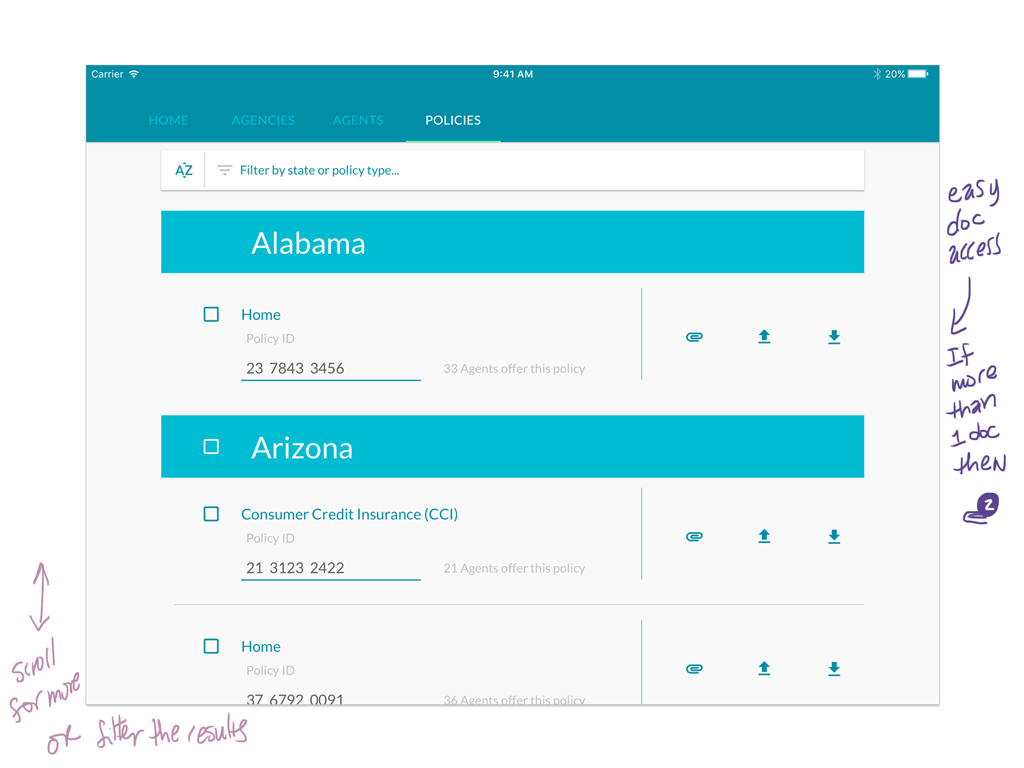 Carrier 9:41 AM 20%
HOME AGENCIES AGENTS POLICIES
AZ Filter by state or policy type...
Alabama
Home
Policy ID
23 7843 3456 33 Agents offer this policy
Arizona
Consumer Credit Insurance (CCI)
Policy ID
21 3123 2422 21 Agents offer this policy
Home
Policy ID
37 6792 0091 36 Agents offer this policy
easy
doc
access
If
more
than
1 doc
then
2
scroll
for more
or filter the results